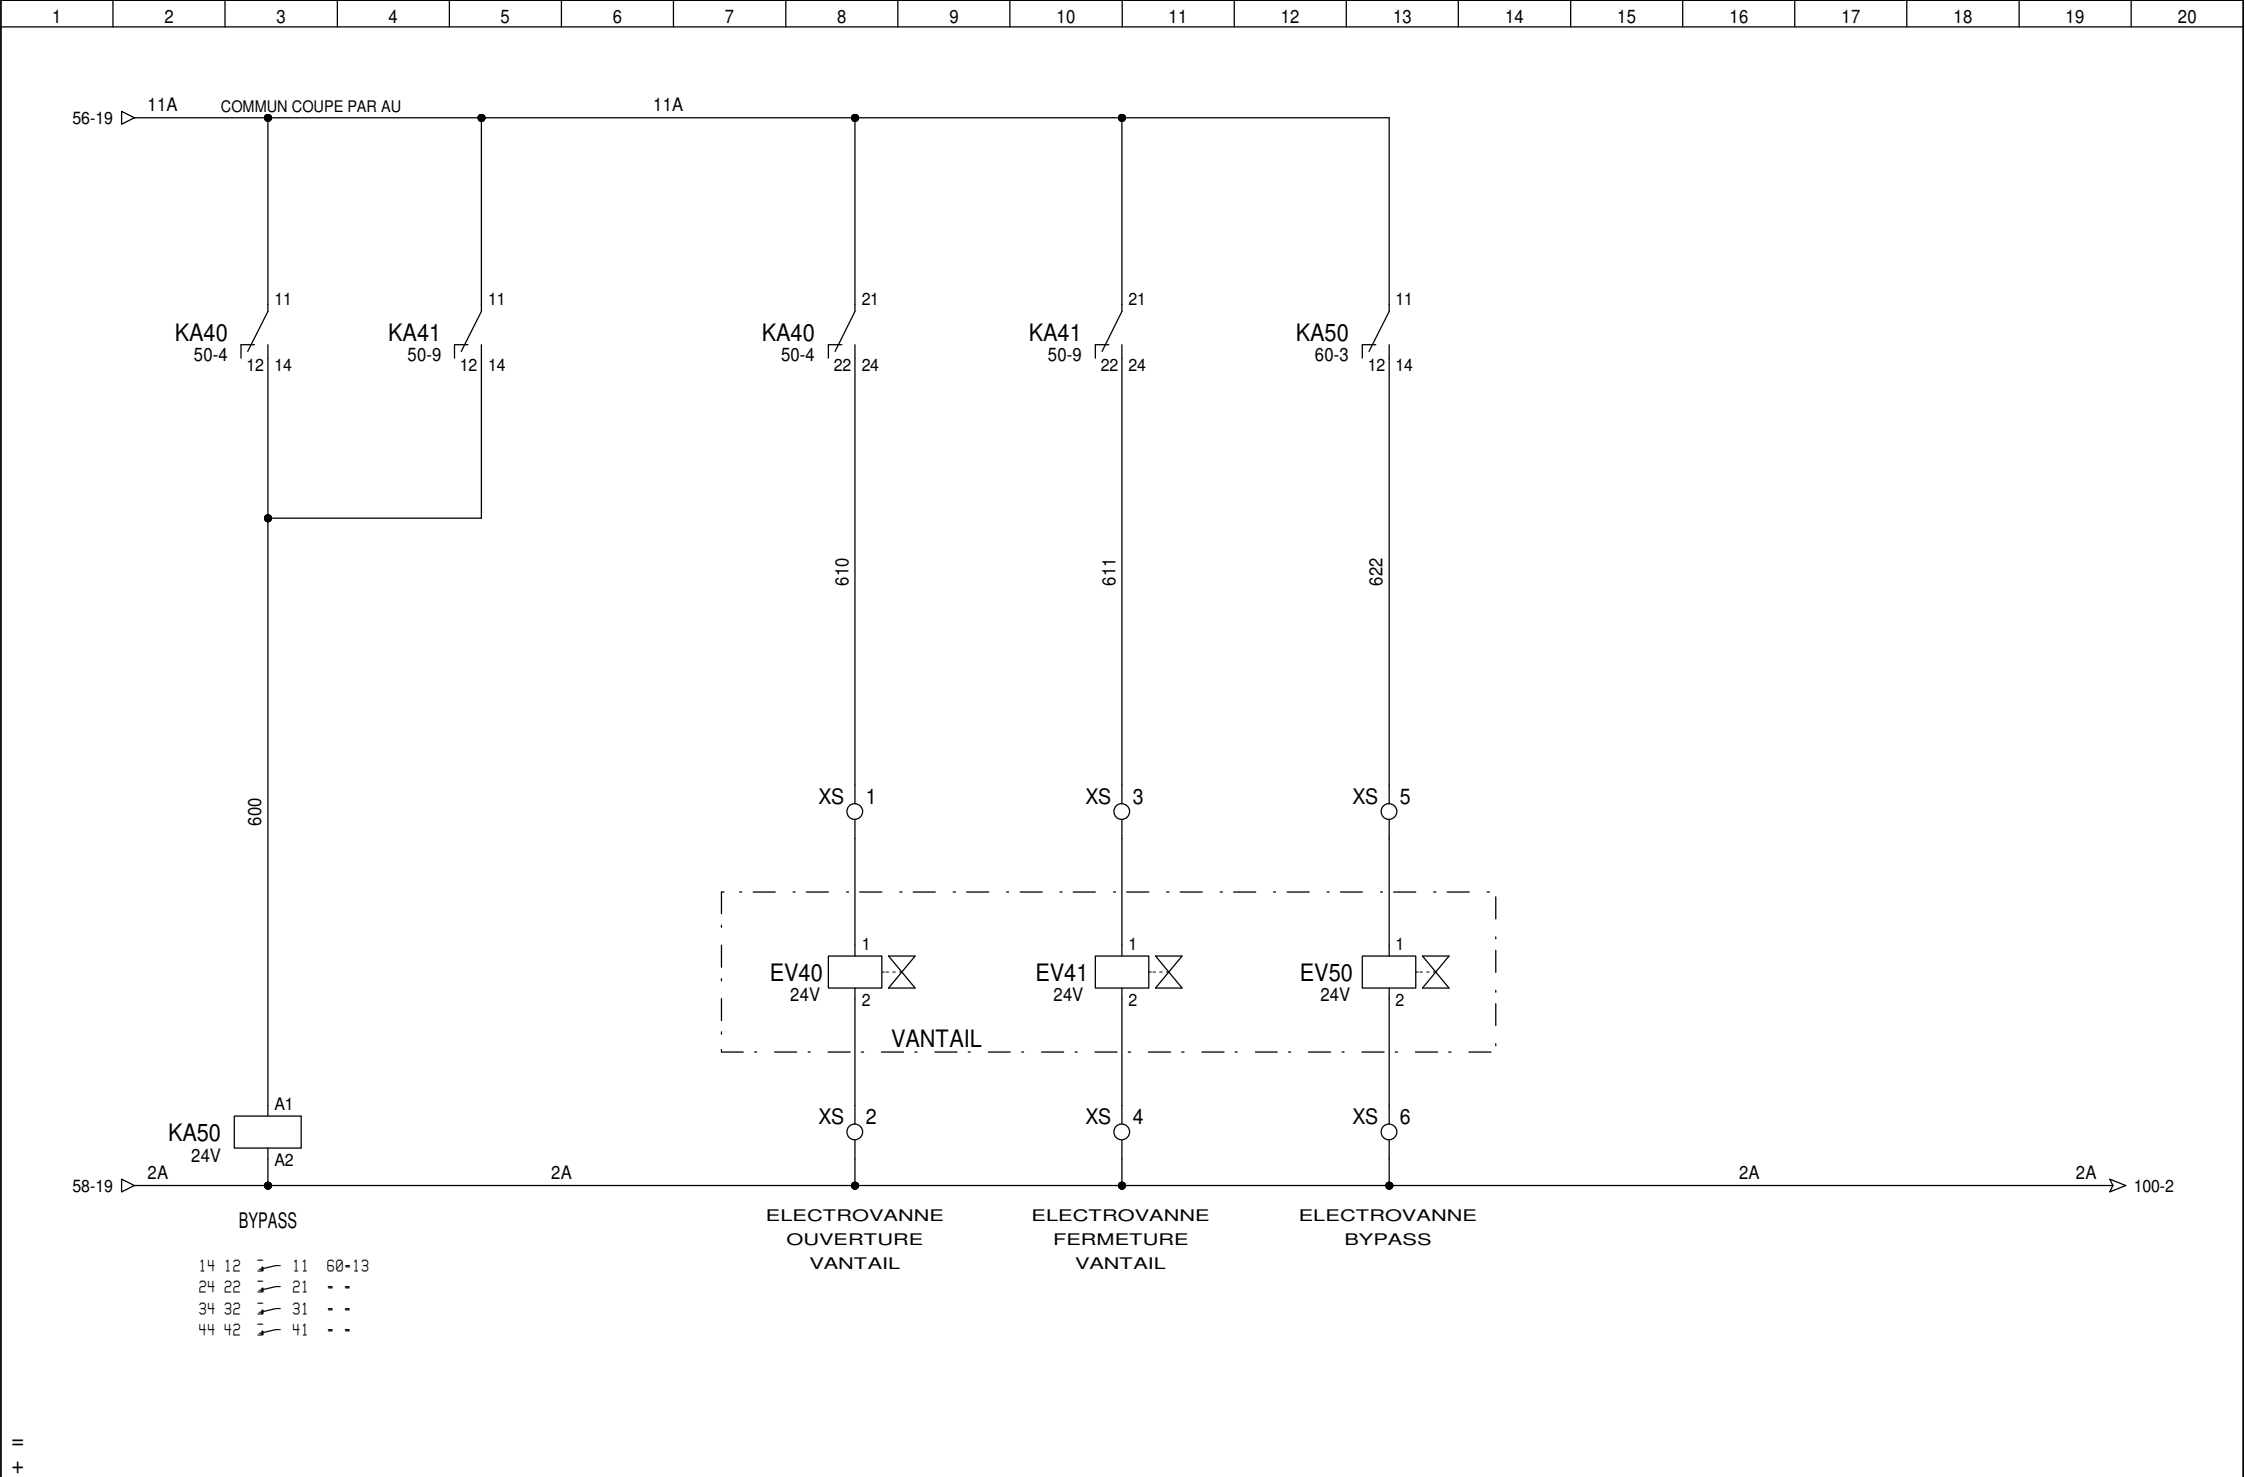 1 2 3 4 5 6 7 8 9 10 11 12 13 14 15 16 17 18 19 20
11A COMMUN COUPE PAR AU 11A
56-19
11 11 21 21 11
KA40 KA41 KA40 KA41 KA50
50-4 50-9 50-4 50-9 60-3
12 14 12 14 22 24 22 24 12 14
610 611 622
600
XS 1 XS 3 XS 5
1 1 1
EV40 EV41 EV50
24V 24V 24V
2 2 2
VANTAIL
A1
XS 2 XS 4 XS 6
KA50
24V
A2
2A 2A 2A 2A
58-19 100-2
BYPASS
ELECTROVANNE ELECTROVANNE ELECTROVANNE
OUVERTURE FERMETURE BYPASS
VANTAIL VANTAIL
14 12 11 60-13
24 22 21 - -
34 32 31 - -
44 42 41 - -
=
+